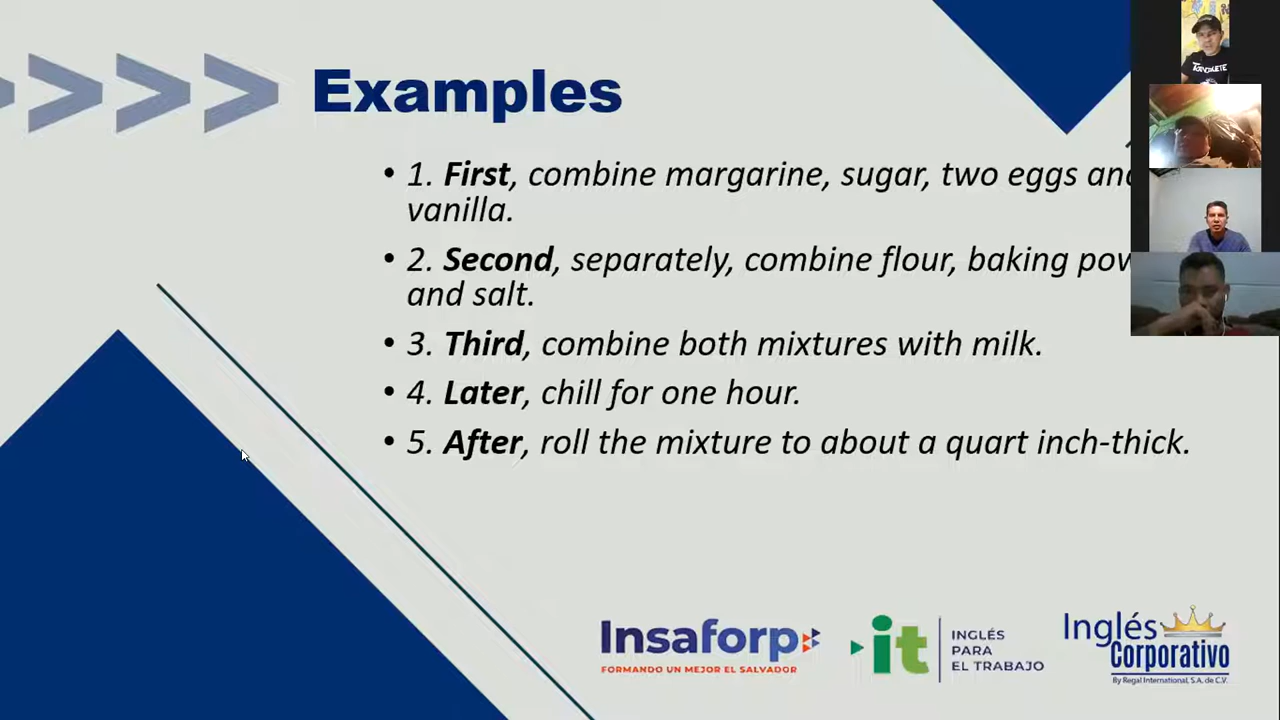 Examples
• 1. First, combine margarine, sugar, two eggs and
vanilla.
• 2. Second, separately, combine flour, baking
and salt.
• 3. Third, combine both mixtures with milk.
• 4. Later, chill for one hour.
• 5. After, roll the mixture to about a quart inch-thick.
Insaforp
FORMANDO UN MEJOR EL SALVADOR
it
INGLÉS
PARA
EL TRABAJO
Inglés
Corporativo
By Regal International, S.A. de C.V.